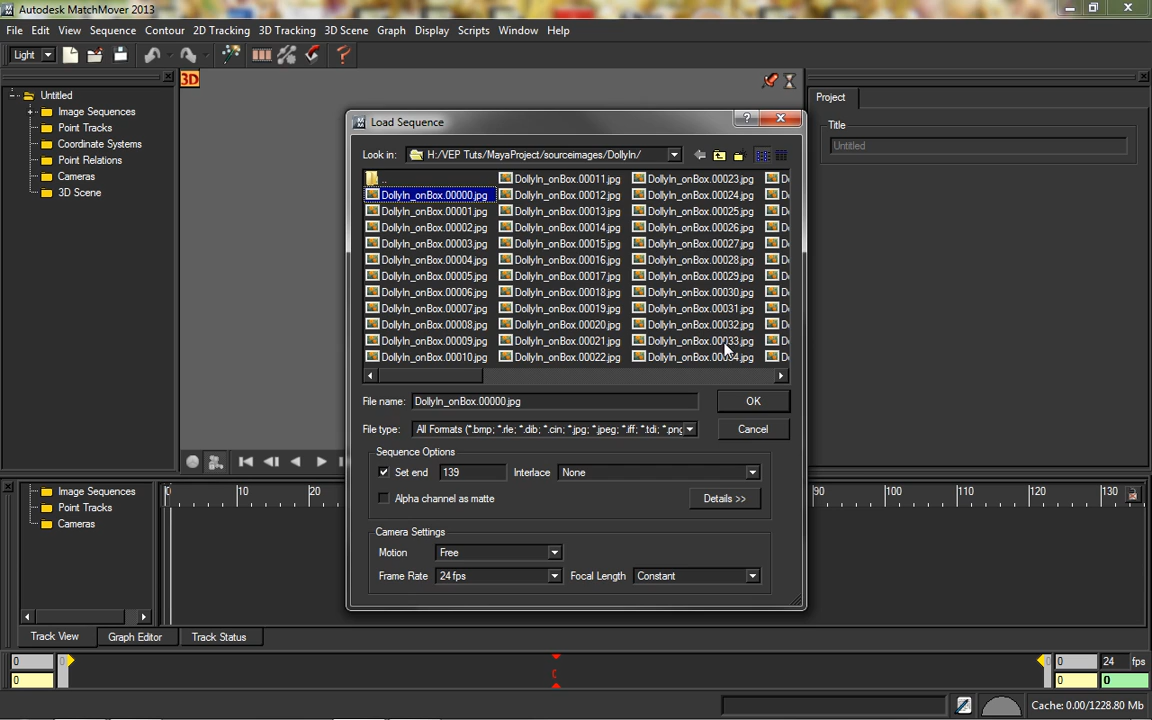 Autodesk MatchMover 2013
File Edit View Sequence Contour 2D Tracking 3D Tracking 3D Scene Graph Display Scripts Window Help
Light
Untitled
Image Sequences
Point Tracks
Coordinate Systems
Point Relations
Cameras
3D Scene
3D
Load Sequence
Look in: H:/VEP Tuts/MayaProject/sourceimages/DollyIn/
..
DollyIn_onBox.00000.jpg
DollyIn_onBox.00001.jpg
DollyIn_onBox.00002.jpg
DollyIn_onBox.00003.jpg
DollyIn_onBox.00004.jpg
DollyIn_onBox.00005.jpg
DollyIn_onBox.00006.jpg
DollyIn_onBox.00007.jpg
DollyIn_onBox.00008.jpg
DollyIn_onBox.00009.jpg
DollyIn_onBox.00010.jpg
DollyIn_onBox.00011.jpg
DollyIn_onBox.00012.jpg
DollyIn_onBox.00013.jpg
DollyIn_onBox.00014.jpg
DollyIn_onBox.00015.jpg
DollyIn_onBox.00016.jpg
DollyIn_onBox.00017.jpg
DollyIn_onBox.00018.jpg
DollyIn_onBox.00019.jpg
DollyIn_onBox.00020.jpg
DollyIn_onBox.00021.jpg
DollyIn_onBox.00022.jpg
DollyIn_onBox.00023.jpg
DollyIn_onBox.00024.jpg
DollyIn_onBox.00025.jpg
DollyIn_onBox.00026.jpg
DollyIn_onBox.00027.jpg
DollyIn_onBox.00028.jpg
DollyIn_onBox.00029.jpg
DollyIn_onBox.00030.jpg
DollyIn_onBox.00031.jpg
DollyIn_onBox.00032.jpg
DollyIn_onBox.00033.jpg
DollyIn_onBox.00034.jpg
File name: DollyIn_onBox.00000.jpg OK
File type: All Formats (*.bmp; *.rle; *.dib; *.cin; *.jpg; *.jpeg; *.iff; *.tdi; *.png Cancel
Sequence Options
Set end 139 Interlace None
Alpha channel as matte Details >>
Camera Settings
Motion Free
Frame Rate 24 fps Focal Length Constant
Project
Title
Untitled
Image Sequences
Point Tracks
Cameras
0 10 20 90 100 110 120 130
Track View Graph Editor Track Status
0 0 0 0 0 24 fps
0 0 0
Cache: 0.00/1228.80 Mb